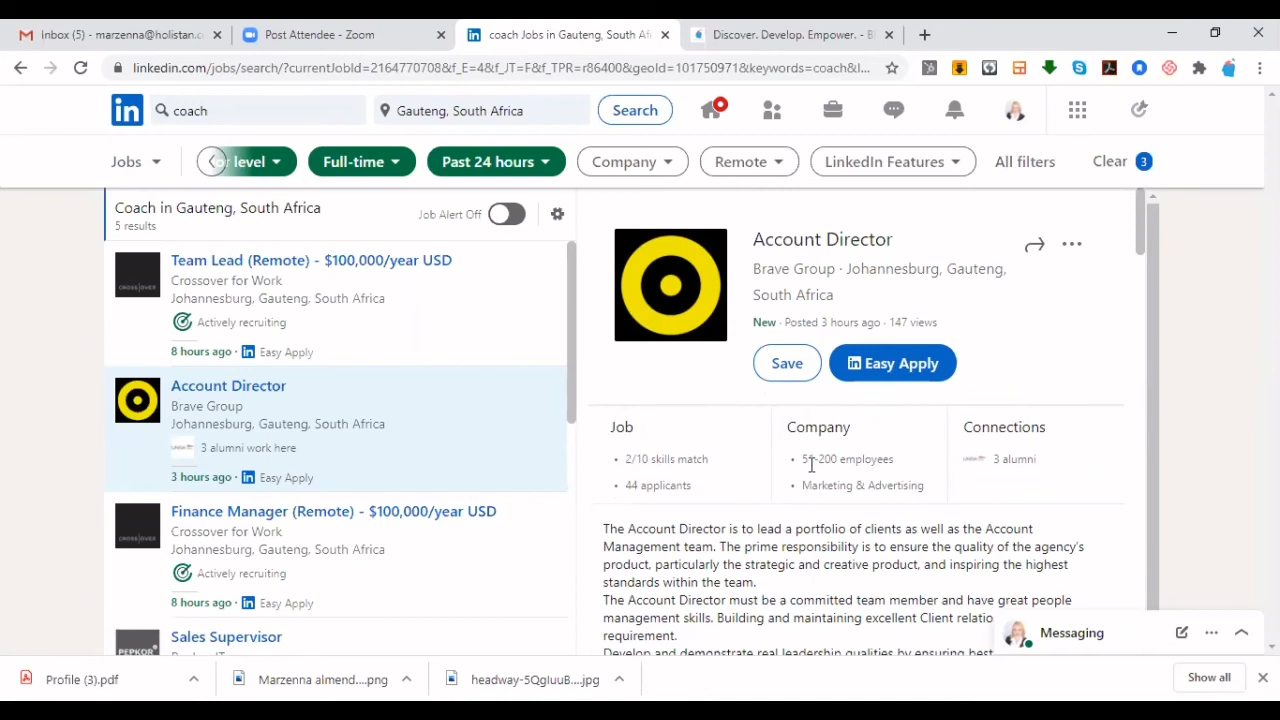 Inbox (5) - marzenna@holistan.c
Post Attendee - Zoom
coach Jobs in Gauteng, South Afi
Discover. Develop. Empower. - B
linkedin.com/jobs/search/?currentJobId=2164770708&f_E=4&f_JT=F&f_TPR=r86400&geoId=101750971&keywords=coach&l...
coach
Gauteng, South Africa
Search
Jobs
or level
Full-time
Past 24 hours
Company
Remote
LinkedIn Features
All filters
Clear 3
Coach in Gauteng, South Africa
5 results
Job Alert Off
Team Lead (Remote) - $100,000/year USD
Crossover for Work
Johannesburg, Gauteng, South Africa
Actively recruiting
8 hours ago · Easy Apply
Account Director
Brave Group
Johannesburg, Gauteng, South Africa
3 alumni work here
3 hours ago · Easy Apply
Finance Manager (Remote) - $100,000/year USD
Crossover for Work
Johannesburg, Gauteng, South Africa
Actively recruiting
8 hours ago · Easy Apply
PEPKOR
Sales Supervisor
Account Director
Brave Group · Johannesburg, Gauteng,
South Africa
New · Posted 3 hours ago · 147 views
Save
Easy Apply
Job
• 2/10 skills match
• 44 applicants
Company
• 51-200 employees
• Marketing & Advertising
Connections
3 alumni
The Account Director is to lead a portfolio of clients as well as the Account
Management team. The prime responsibility is to ensure the quality of the agency's
product, particularly the strategic and creative product, and inspiring the highest
standards within the team.
The Account Director must be a committed team member and have great people
management skills. Building and maintaining excellent Client relatio
requirement.
Develop and demonstrate real leadership qualities by ensuring best
Messaging
Profile (3).pdf
Marzenna almend....png
headway-5QgIuuB....jpg
Show all